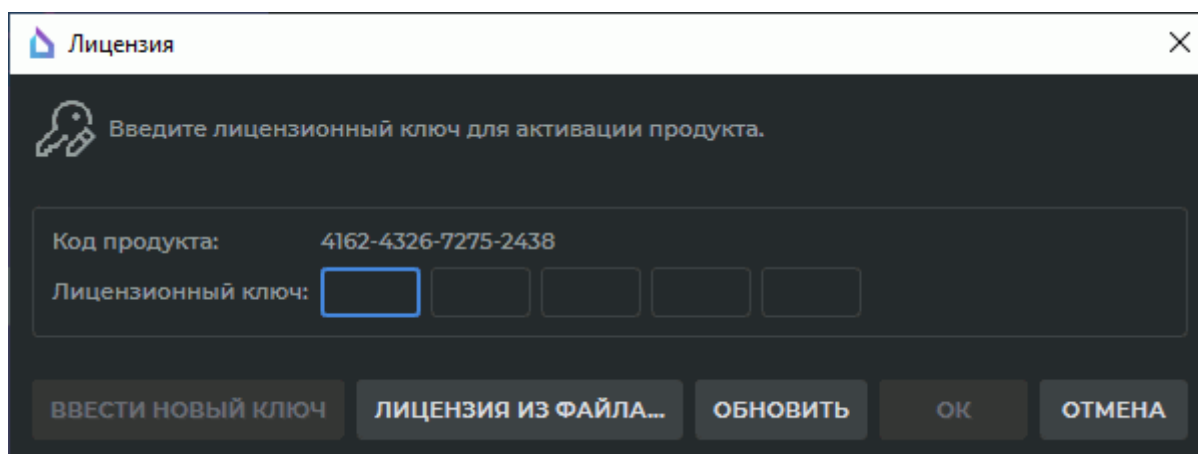 Лицензия
Введите лицензионный ключ для активации продукта.
Код продукта: 4162-4326-7275-2438
Лицензионный ключ:
ВВЕСТИ НОВЫЙ КЛЮЧ ЛИЦЕНЗИЯ ИЗ ФАЙЛА... ОБНОВИТЬ ОК ОТМЕНА